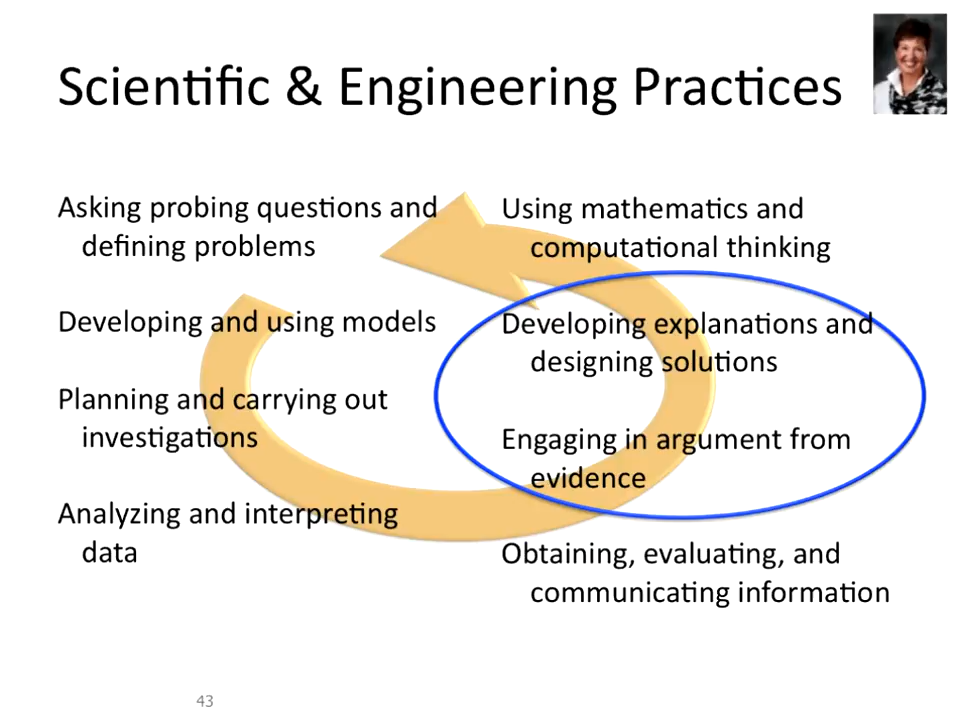 Scientific & Engineering Practices
Asking probing questions and
defining problems
Developing and using models
Planning and carrying out
investigations
Analyzing and interpreting
data
Using mathematics and
computational thinking
Developing explanations and
designing solutions
Engaging in argument from
evidence
Obtaining, evaluating, and
communicating information
43